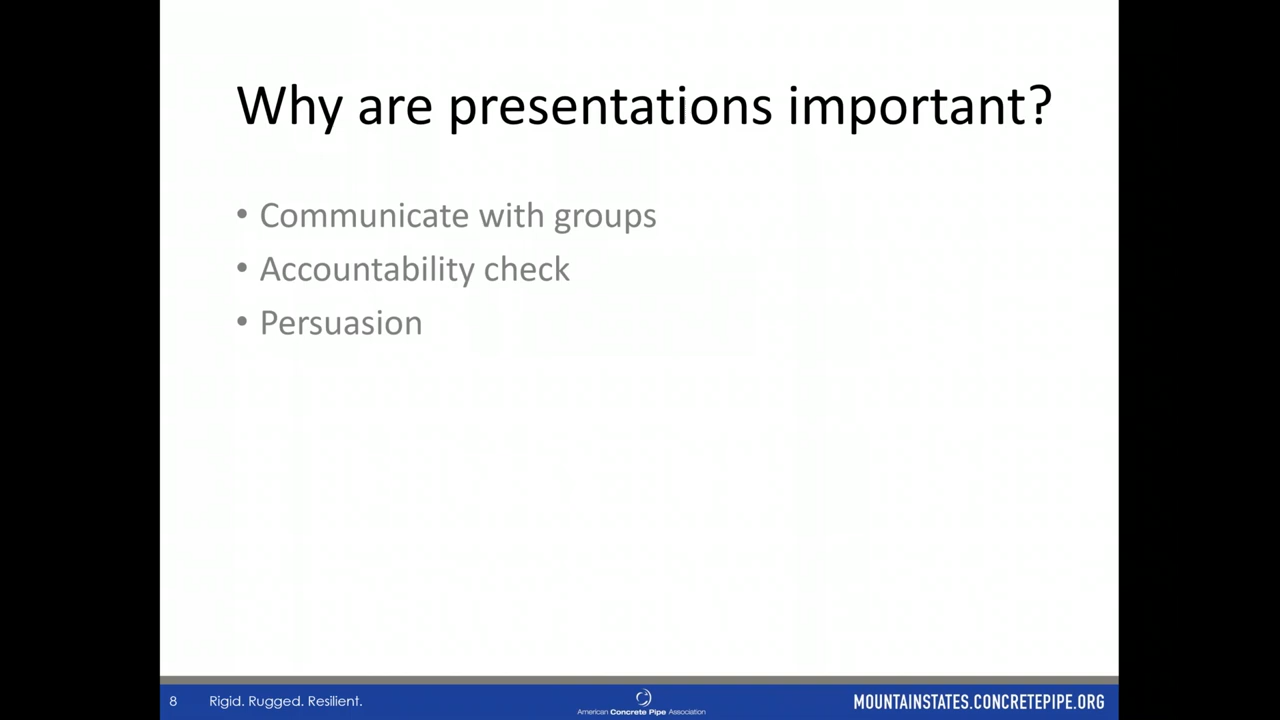 Why are presentations important?
• Communicate with groups
• Accountability check
• Persuasion
8 Rigid. Rugged. Resilient.
American Concrete Pipe Association
MOUNTAINSTATES.CONCRETEPIPE.ORG